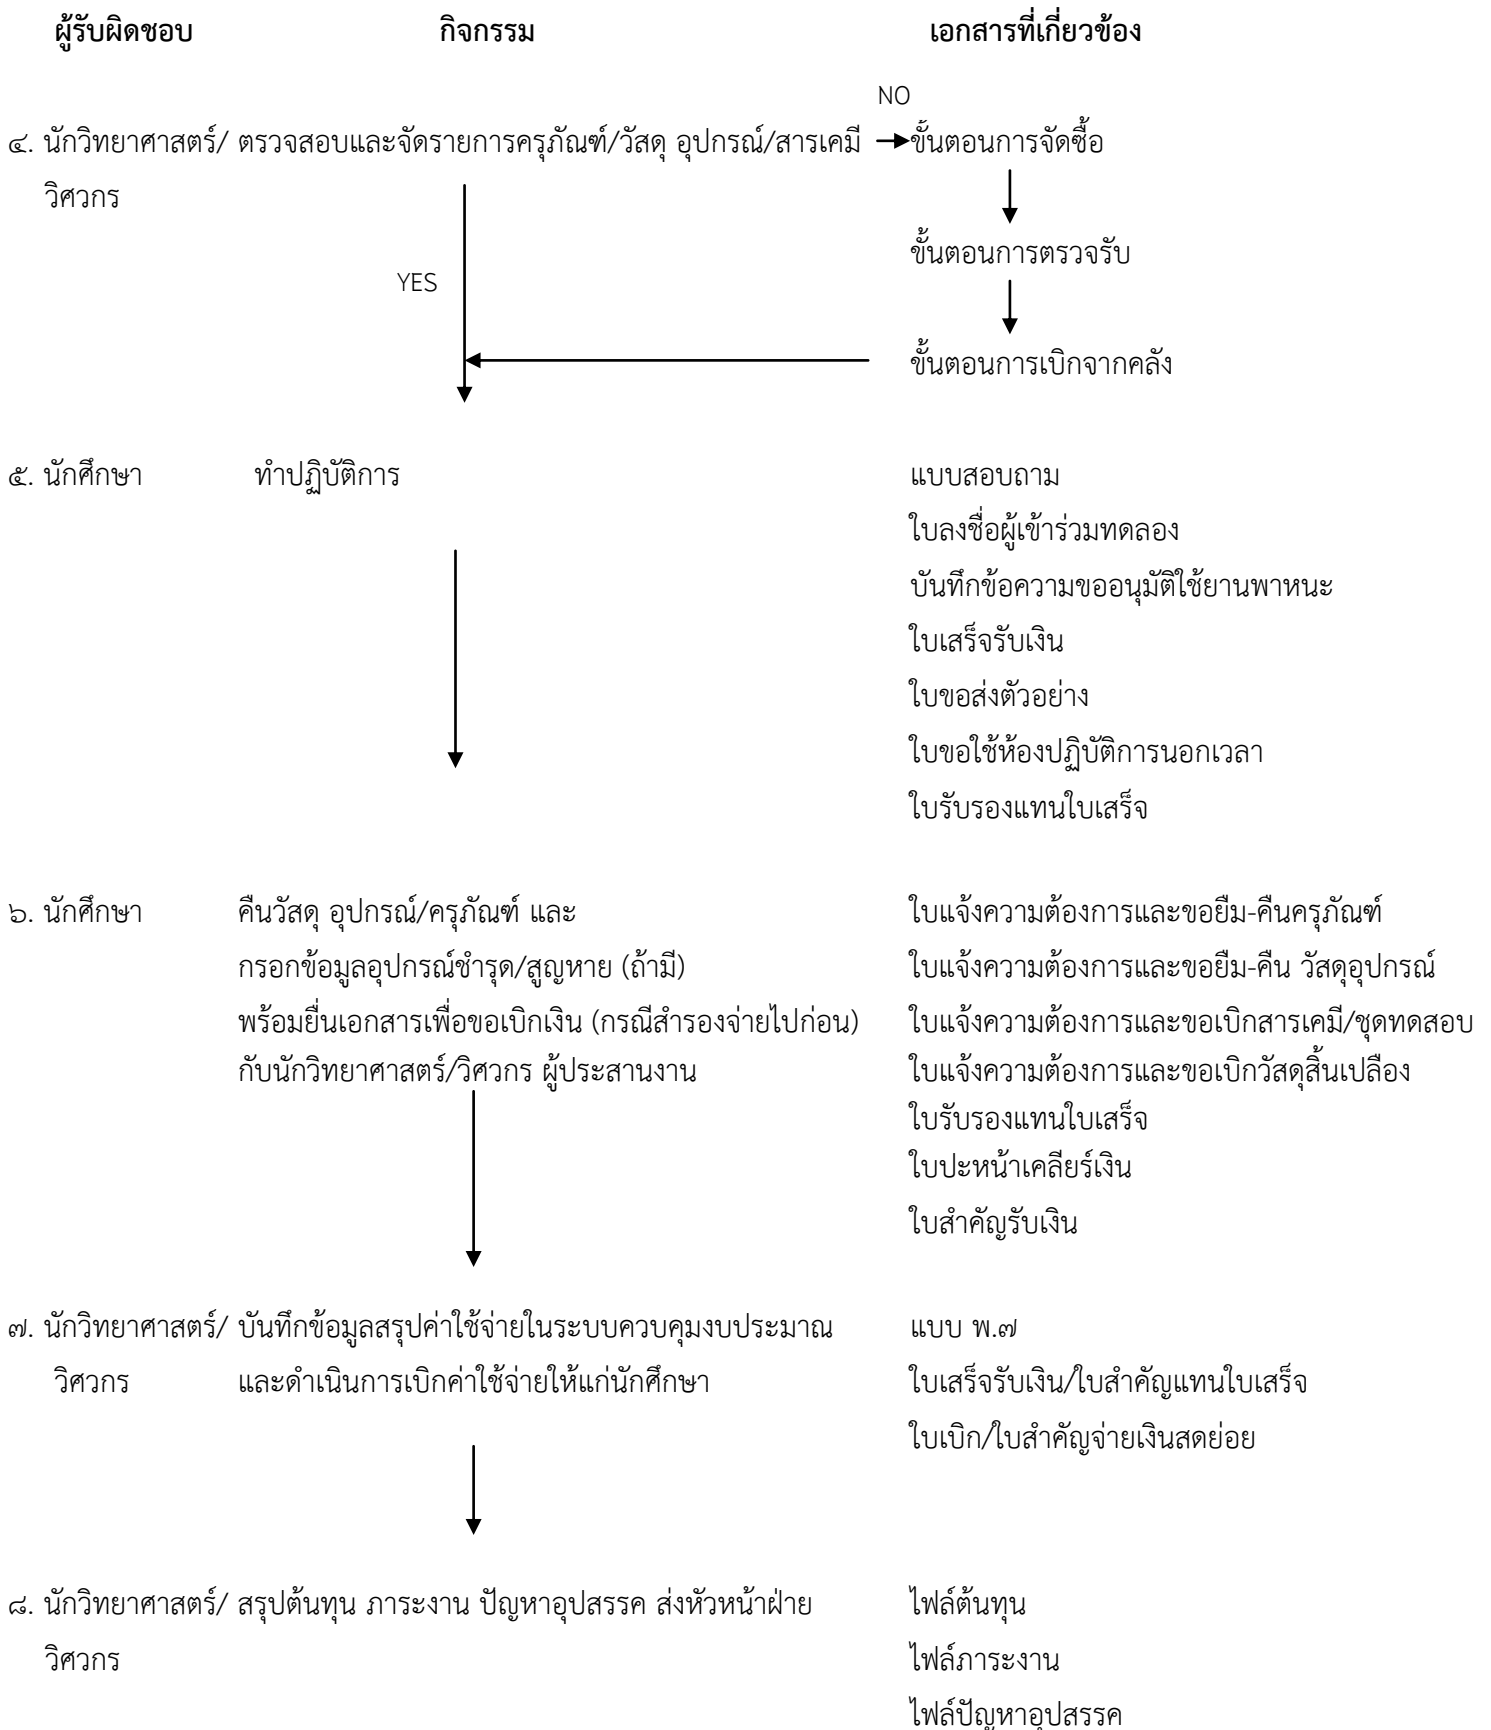 ผู้รับผิดชอบ กิจกรรม เอกสารที่เกี่ยวข้อง
NO
๔. นักวิทยาศาสตร์/ ตรวจสอบและจัดรายการครุภัณฑ์/วัสดุ อุปกรณ์/สารเคมี ขั้นตอนการจัดซื้อ
วิศวกร
ขั้นตอนการตรวจรับ
YES
ขั้นตอนการเบิกจากคลัง
๕. นักศึกษา ทำปฏิบัติการ แบบสอบถาม
ใบลงชื่อผู้เข้าร่วมทดลอง
บันทึกข้อความขออนุมัติใช้ยานพาหนะ
ใบเสร็จรับเงิน
ใบขอส่งตัวอย่าง
ใบขอใช้ห้องปฏิบัติการนอกเวลา
ใบรับรองแทนใบเสร็จ
๖. นักศึกษา คืนวัสดุ อุปกรณ์/ครุภัณฑ์ และ ใบแจ้งความต้องการและขอยืม-คืนครุภัณฑ์
กรอกข้อมูลอุปกรณ์ชำรุด/สูญหาย (ถ้ามี) ใบแจ้งความต้องการและขอยืม-คืน วัสดุอุปกรณ์
พร้อมยื่นเอกสารเพื่อขอเบิกเงิน (กรณีสำรองจ่ายไปก่อน) ใบแจ้งความต้องการและขอเบิกสารเคมี/ชุดทดสอบ
กับนักวิทยาศาสตร์/วิศวกร ผู้ประสานงาน ใบแจ้งความต้องการและขอเบิกวัสดุสิ้นเปลือง
ใบรับรองแทนใบเสร็จ
ใบปะหน้าเคลียร์เงิน
ใบสำคัญรับเงิน
๗. นักวิทยาศาสตร์/ บันทึกข้อมูลสรุปค่าใช้จ่ายในระบบควบคุมงบประมาณ แบบ พ.๗
วิศวกร และดำเนินการเบิกค่าใช้จ่ายให้แก่นักศึกษา ใบเสร็จรับเงิน/ใบสำคัญแทนใบเสร็จ
ใบเบิก/ใบสำคัญจ่ายเงินสดย่อย
๘. นักวิทยาศาสตร์/ สรุปต้นทุน ภาระงาน ปัญหาอุปสรรค ส่งหัวหน้าฝ่าย ไฟล์ต้นทุน
วิศวกร ไฟล์ภาระงาน
ไฟล์ปัญหาอุปสรรค